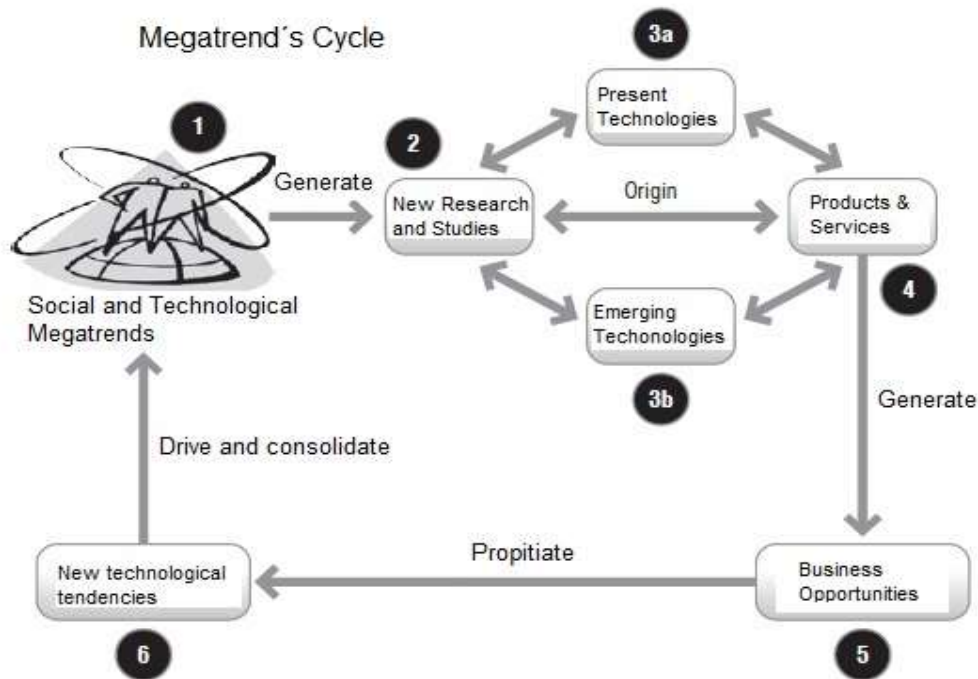 Megatrend´s Cycle
3a
Present
Technologies
1
2
Generate
New Research
and Studies
Origin
Products &
Services
4
Social and Technological
Megatrends
Emerging
Techonologies
3b
Generate
Drive and consolidate
Propitiate
New technological
tendencies
Business
Opportunities
6
5